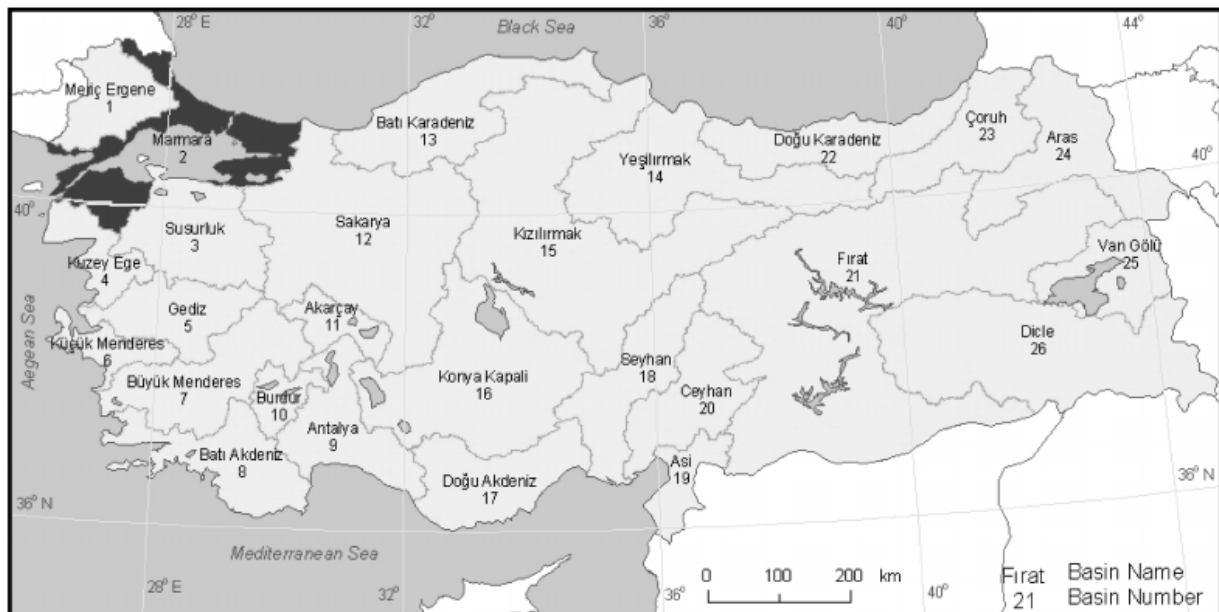 28° E
32°
36°
40°
44
Black Sea
Meriç Ergene
1
Marmara
2
Batı Karadeniz
13
Doğu Karadeniz
22
Çoruh
23
Aras
24
Yeşilırmak
14
40°
40°
Susurluk
3
Sakarya
12
Kızılırmak
15
Fırat
21
Van Gölü
25
Kuzey Ege
4
Gediz
5
Akarçay
11
Aegean Sea
Küçük Menderes
6
Dicle
26
Büyük Menderes
7
Burdur
10
Konya Kapali
16
Seyhan
18
Ceyhan
20
Antalya
9
Batı Akdeniz
8
Doğu Akdeniz
17
Asi
19
36° N
36° N
Mediterranean Sea
28° E
32°
36°
40°
0 100 200 km
Fırat Basin Name
21 Basin Number